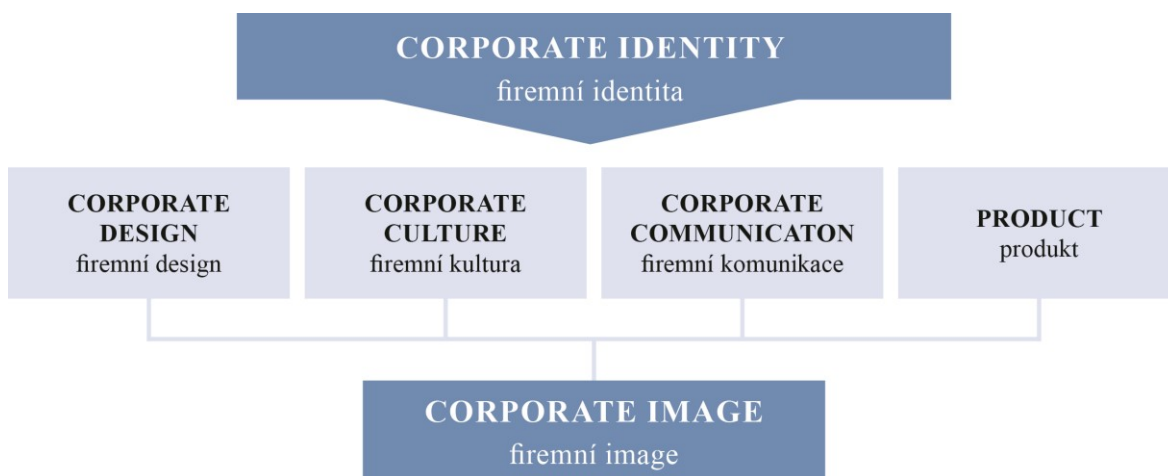 CORPORATE IDENTITY
firemní identita
CORPORATE
DESIGN
firemní design
CORPORATE
CULTURE
firemní kultura
CORPORATE
COMMUNICATON
firemní komunikace
PRODUCT
produkt
CORPORATE IMAGE
firemní image